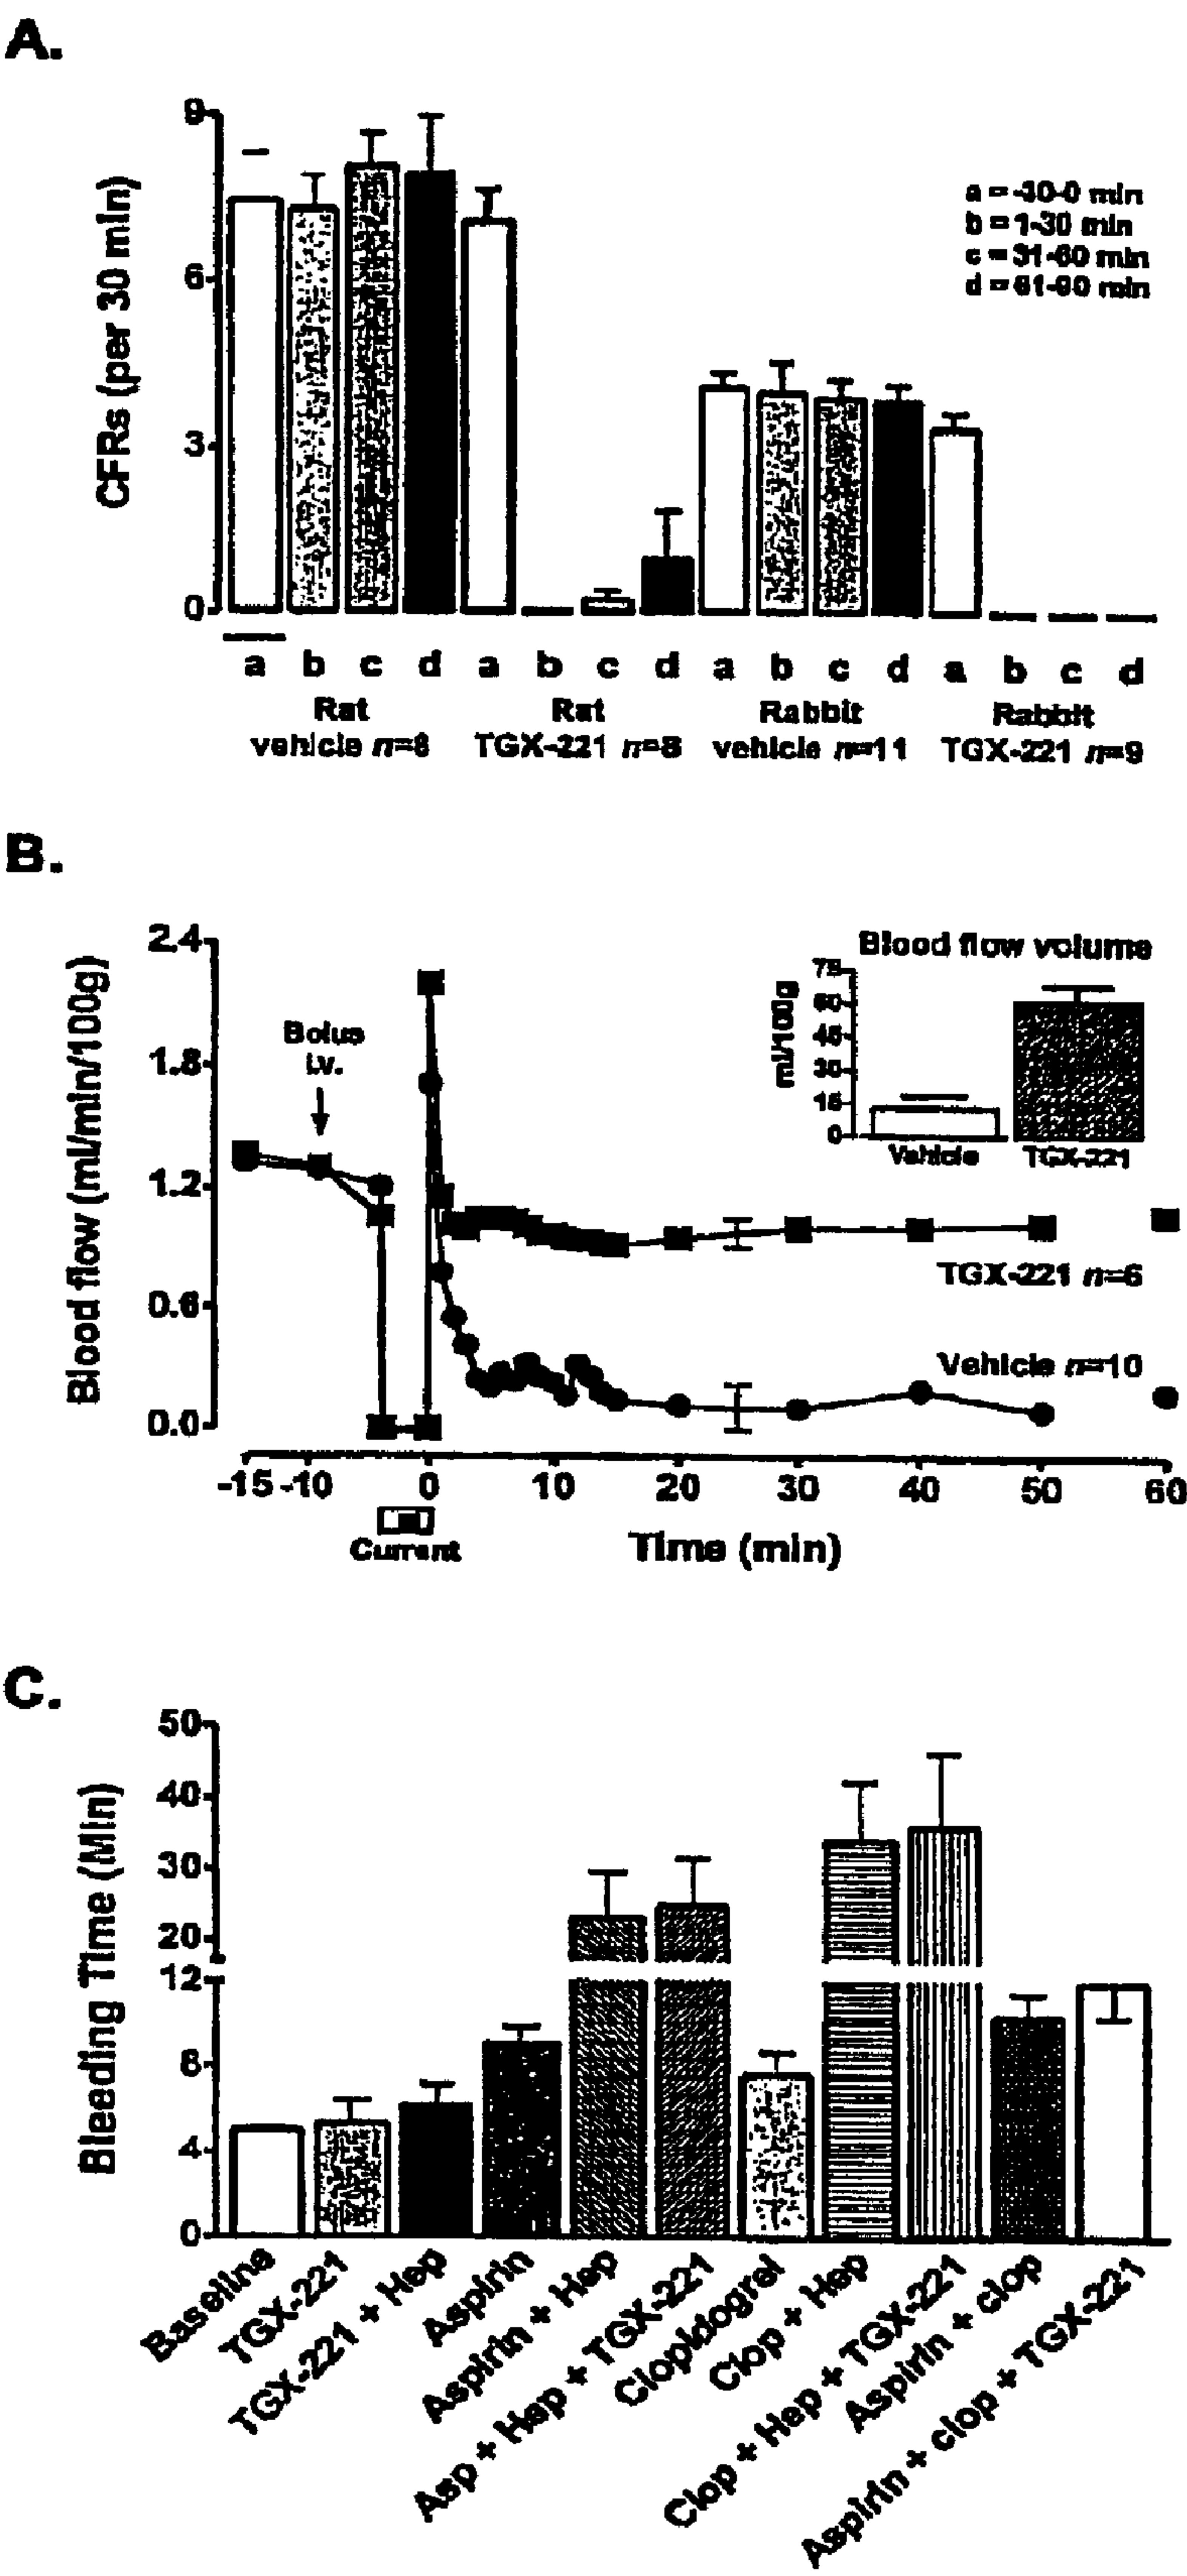 A.
9
6
3
0
CFRs (per 30 min)
a = -30-0 min
b = 1-30 min
c = 31-60 min
d = 61-90 min
a b c d a b c d a b c d a b c d
Rat Rat Rabbit Rabbit
vehicle n=8 TGX-221 n=8 vehicle n=11 TGX-221 n=9
B.
2.4
1.8
1.2
0.6
0.0
Blood flow (ml/min/100g)
Bolus
i.v.
Blood flow volume
75
60
45
30
15
0
ml/100g
Vehicle TGX-221
TGX-221 n=6
Vehicle n=10
-15 -10 0 10 20 30 40 50 60
Current
Time (min)
C.
50
40
30
20
12
8
4
0
Bleeding Time (Min)
Baseline
TGX-221
TGX-221 + Hep
Aspirin
Aspirin + Hep
Asp + Hep + TGX-221
Clopidogrel
Clop + Hep
Clop + Hep + TGX-221
Aspirin + clop
Aspirin + clop + TGX-221